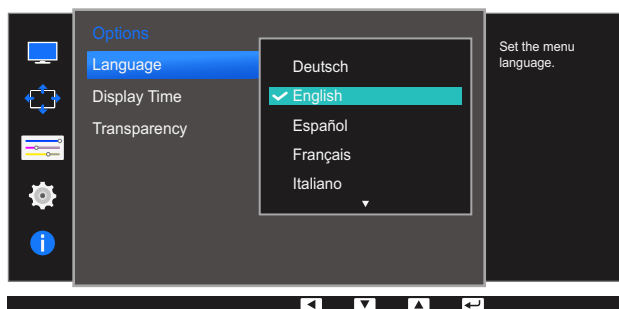 Options
Language
Display Time
Transparency
Deutsch
English
Español
Français
Italiano
Set the menu
language.